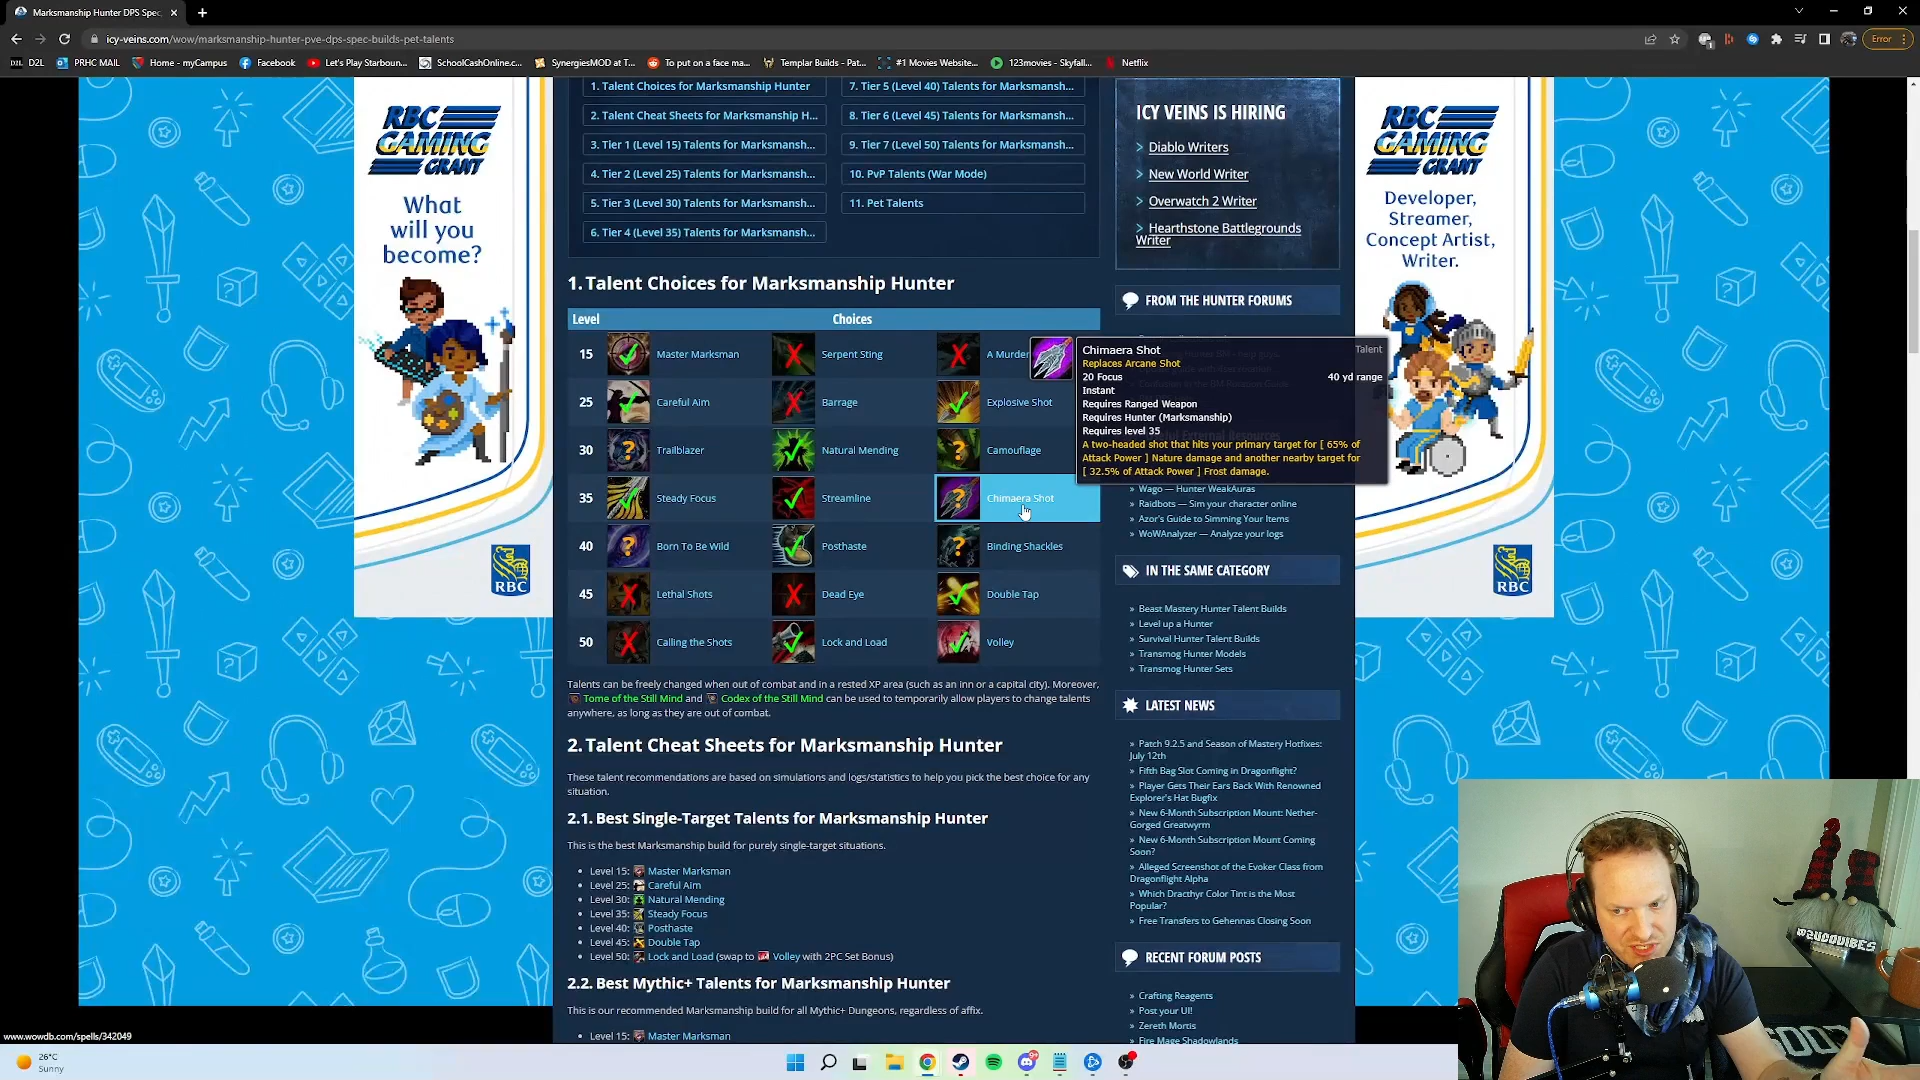 Marksmanship Hunter DPS Spec
icy-veins.com/wow/marksmanship-hunter-pve-dps-spec-builds-pet-talents
Error
D2L
PRHC MAIL
Home - myCampus
Facebook
Let's Play Starboun...
SchoolCashOnline.c...
SynergiesMOD at T...
To put on a face ma...
Templar Builds - Pat...
#1 Movies Website...
123movies - Skyfall...
Netflix
RBC
GAMING
GRANT
What
will you
become?
RBC
1. Talent Choices for Marksmanship Hunter
2. Talent Cheat Sheets for Marksmanship H...
3. Tier 1 (Level 15) Talents for Marksmansh...
4. Tier 2 (Level 25) Talents for Marksmansh...
5. Tier 3 (Level 30) Talents for Marksmansh...
6. Tier 4 (Level 35) Talents for Marksmansh...
7. Tier 5 (Level 40) Talents for Marksmansh...
8. Tier 6 (Level 45) Talents for Marksmansh...
9. Tier 7 (Level 50) Talents for Marksmansh...
10. PvP Talents (War Mode)
11. Pet Talents
1. Talent Choices for Marksmanship Hunter
Level Choices
15 Master Marksman Serpent Sting A Murder
25 Careful Aim Barrage Explosive Shot
30 Trailblazer Natural Mending Camouflage
35 Steady Focus Streamline Chimaera Shot
40 Born To Be Wild Posthaste Binding Shackles
45 Lethal Shots Dead Eye Double Tap
50 Calling the Shots Lock and Load Volley
Chimaera Shot Talent
Replaces Arcane Shot
20 Focus 40 yd range
Instant
Requires Ranged Weapon
Requires Hunter (Marksmanship)
Requires level 35
A two-headed shot that hits your primary target for [ 65% of
Attack Power ] Nature damage and another nearby target for
[ 32.5% of Attack Power ] Frost damage.
Talents can be freely changed when out of combat and in a rested XP area (such as an inn or a capital city). Moreover,
Tome of the Still Mind and Codex of the Still Mind can be used to temporarily allow players to change talents
anywhere, as long as they are out of combat.
2. Talent Cheat Sheets for Marksmanship Hunter
These talent recommendations are based on simulations and logs/statistics to help you pick the best choice for any
situation.
2.1. Best Single-Target Talents for Marksmanship Hunter
This is the best Marksmanship build for purely single-target situations.
• Level 15: Master Marksman
• Level 25: Careful Aim
• Level 30: Natural Mending
• Level 35: Steady Focus
• Level 40: Posthaste
• Level 45: Double Tap
• Level 50: Lock and Load (swap to Volley with 2PC Set Bonus)
2.2. Best Mythic+ Talents for Marksmanship Hunter
This is our recommended Marksmanship build for all Mythic+ Dungeons, regardless of affix.
• Level 15: Master Marksman
ICY VEINS IS HIRING
> Diablo Writers
> New World Writer
> Overwatch 2 Writer
> Hearthstone Battlegrounds
Writer
FROM THE HUNTER FORUMS
» Wago — Hunter WeakAuras
» Raidbots — Sim your character online
» Azor's Guide to Simming Your Items
» WoWAnalyzer — Analyze your logs
IN THE SAME CATEGORY
» Beast Mastery Hunter Talent Builds
» Level up a Hunter
» Survival Hunter Talent Builds
» Transmog Hunter Models
» Transmog Hunter Sets
LATEST NEWS
» Patch 9.2.5 and Season of Mastery Hotfixes:
July 12th
» Fifth Bag Slot Coming in Dragonflight?
» Player Gets Their Ears Back With Renowned
Explorer's Hat Bugfix
» New 6-Month Subscription Mount: Nether-
Gorged Greatwyrm
» New 6-Month Subscription Mount Coming
Soon?
» Alleged Screenshot of the Evoker Class from
Dragonflight Alpha
» Which Dracthyr Color Tint is the Most
Popular?
» Free Transfers to Gehennas Closing Soon
RECENT FORUM POSTS
» Crafting Reagents
» Post your UI!
» Zereth Mortis
» Fire Mage Shadowlands
RBC
GAMING
GRANT
Developer,
Streamer,
Concept Artist,
Writer.
RBC
www.wowdb.com/spells/342049
26°C
Sunny